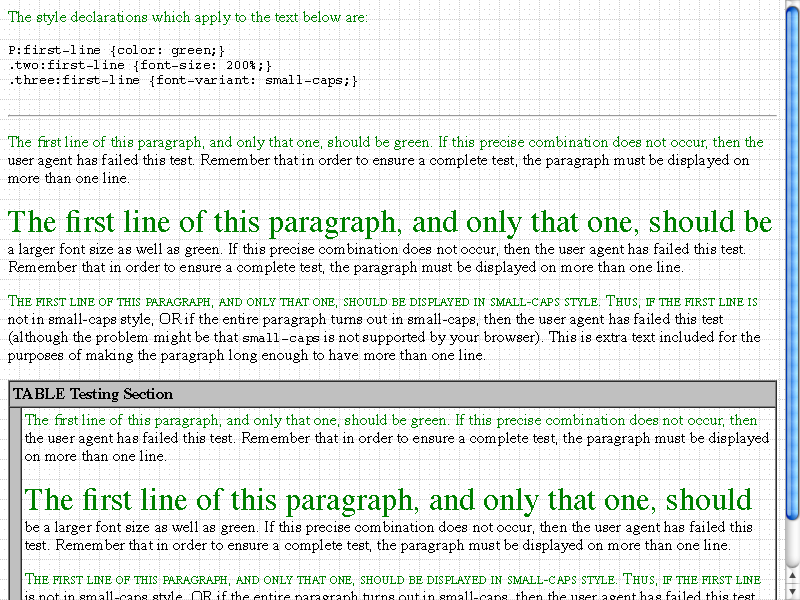 The style declarations which apply to the text below are:
P:first-line {color: green;}
.two:first-line {font-size: 200%;}
.three:first-line {font-variant: small-caps;}
The first line of this paragraph, and only that one, should be green. If this precise combination does not occur, then the
user agent has failed this test. Remember that in order to ensure a complete test, the paragraph must be displayed on
more than one line.
The first line of this paragraph, and only that one, should be
a larger font size as well as green. If this precise combination does not occur, then the user agent has failed this test.
Remember that in order to ensure a complete test, the paragraph must be displayed on more than one line.
The first line of this paragraph, and only that one, should be displayed in small-caps style. Thus, if the first line is
not in small-caps style, OR if the entire paragraph turns out in small-caps, then the user agent has failed this test
(although the problem might be that small-caps is not supported by your browser). This is extra text included for the
purposes of making the paragraph long enough to have more than one line.
TABLE Testing Section
The first line of this paragraph, and only that one, should be green. If this precise combination does not occur, then
the user agent has failed this test. Remember that in order to ensure a complete test, the paragraph must be displayed
on more than one line.
The first line of this paragraph, and only that one, should
be a larger font size as well as green. If this precise combination does not occur, then the user agent has failed this
test. Remember that in order to ensure a complete test, the paragraph must be displayed on more than one line.
The first line of this paragraph, and only that one, should be displayed in small-caps style. Thus, if the first line
is not in small-caps style, OR if the entire paragraph turns out in small-caps, then the user agent has failed this test